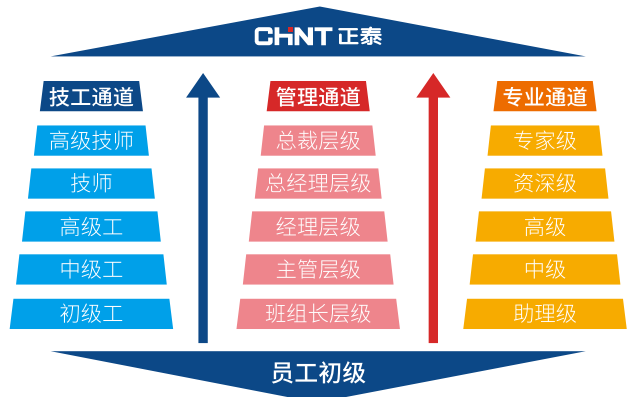 CHNT 正泰
技工通道
高级技师
技师
高级工
中级工
初级工
管理通道
总裁层级
总经理层级
经理层级
主管层级
班组长层级
专业通道
专家级
资深级
高级
中级
助理级
员工初级